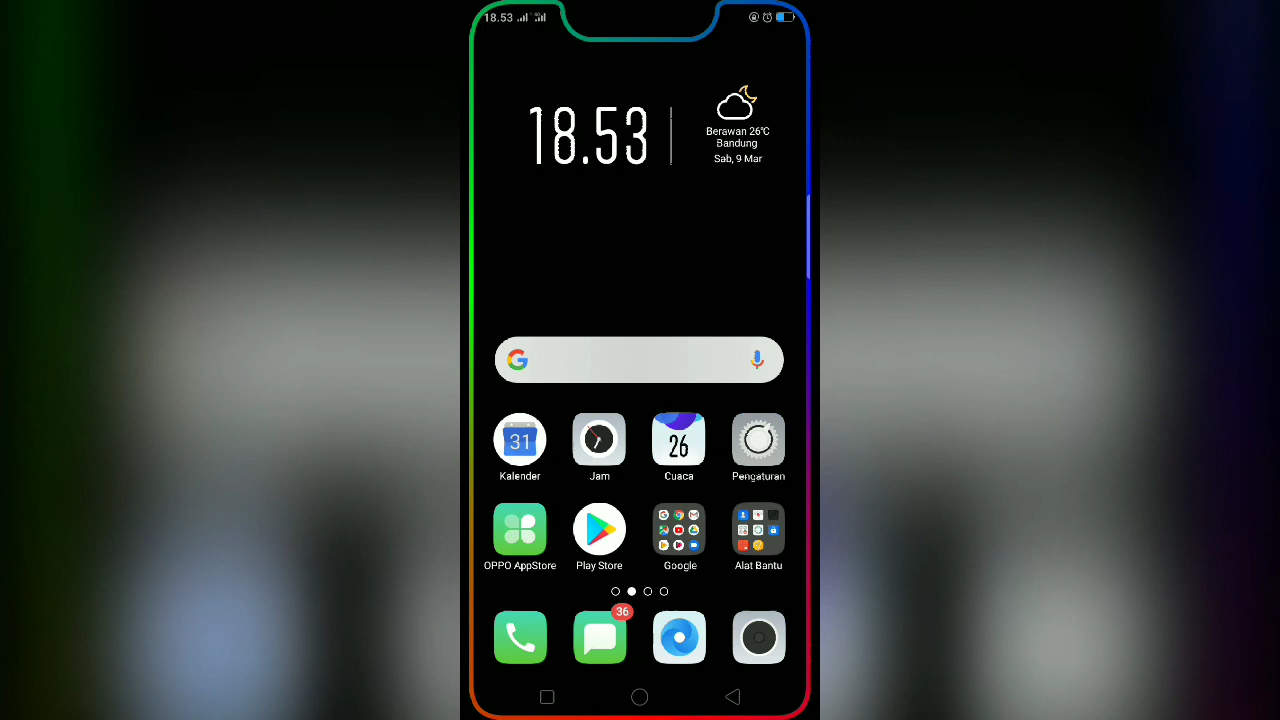 18.53
18.53
Berawan 26°C
Bandung
Sab, 9 Mar
31
26
Kalender
Jam
Cuaca
Pengaturan
OPPO AppStore
Play Store
Google
Alat Bantu
36